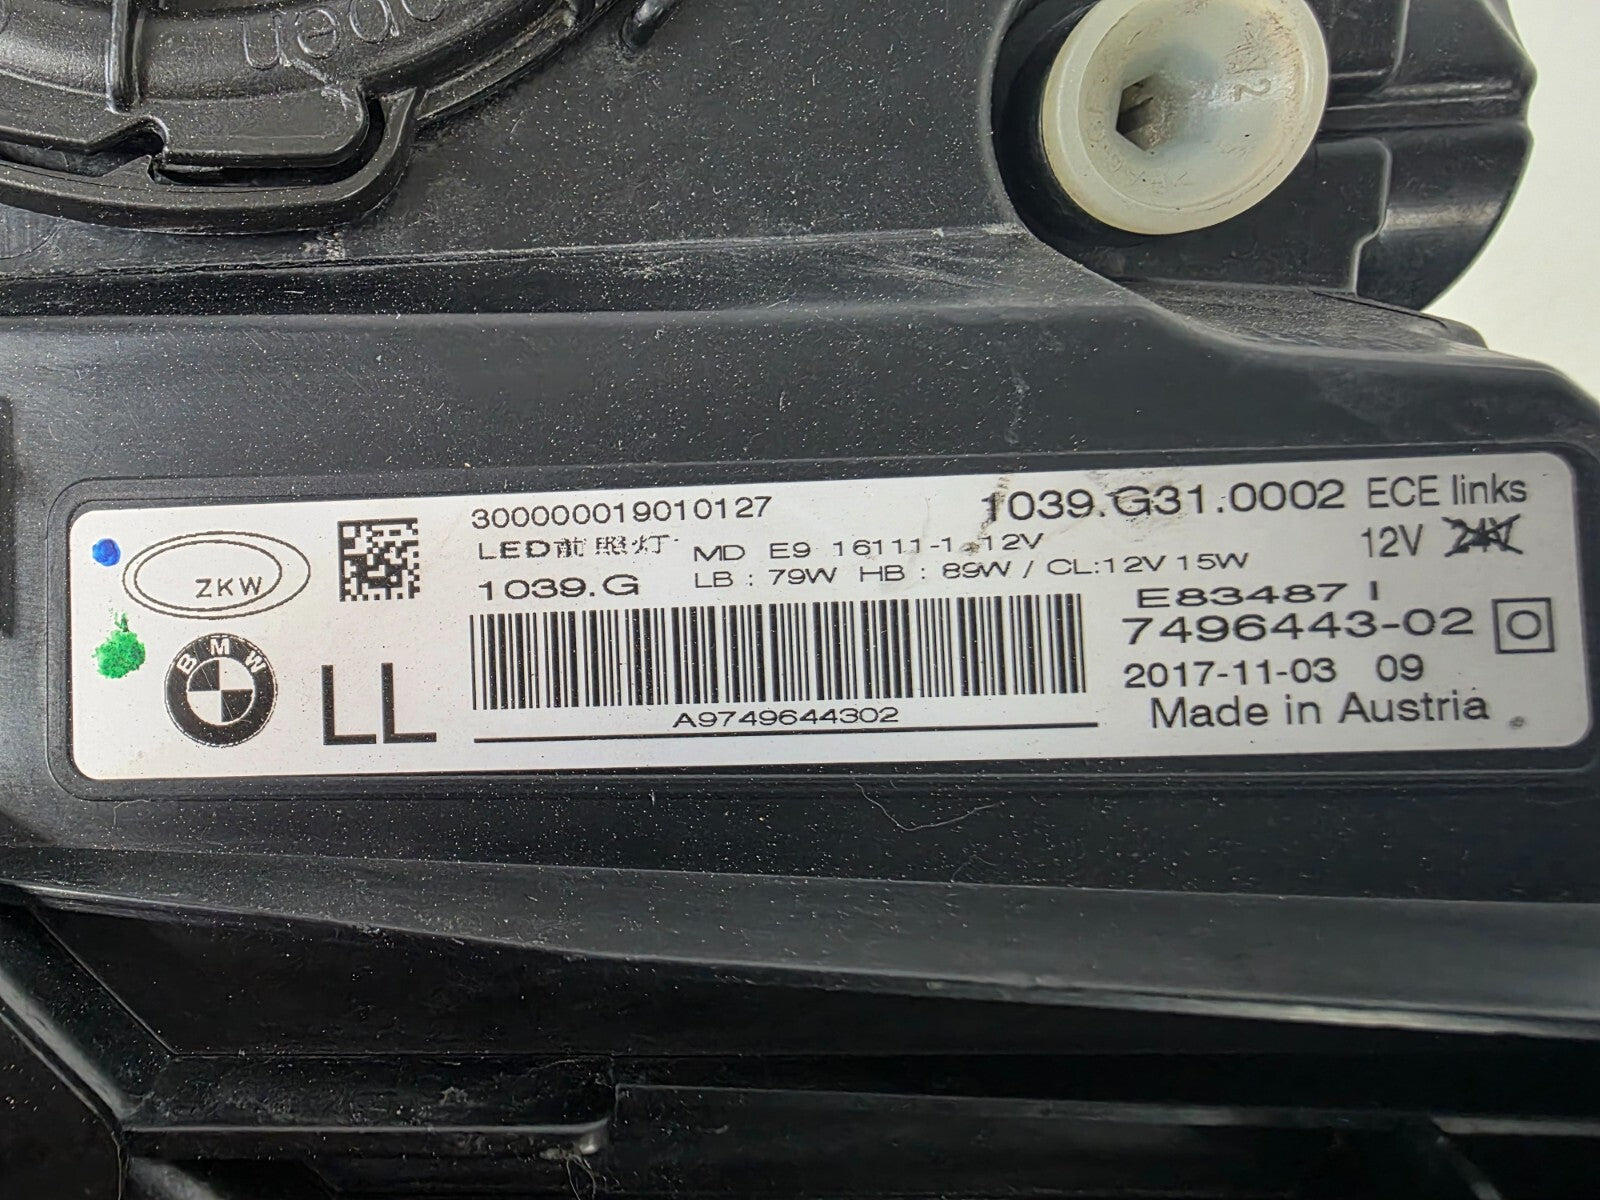 open
2
300000019010127
1039.G31.0002 ECE links
LED前照灯 MD E9 16111-1 12V
12V 24V
1039.G LB : 79W HB : 89W / CL:12V 15W
ZKW
E83487 I
7496443-02
BMW
LL
2017-11-03 09
A9749644302
Made in Austria